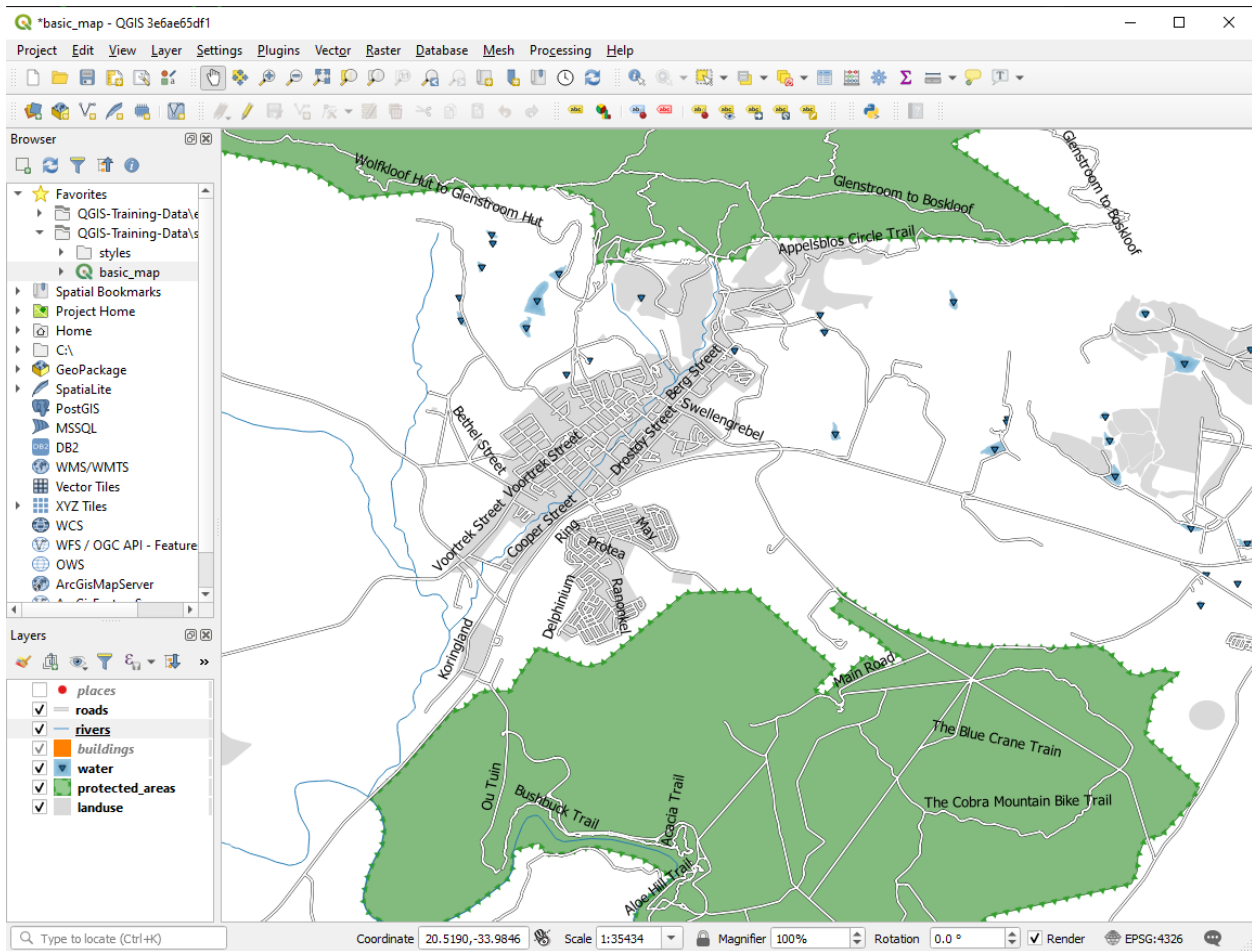 *basic_map - QGIS 3e6ae65df1
Project Edit View Layer Settings Plugins Vector Raster Database Mesh Processing Help
Browser
Favorites
QGIS-Training-Data\e
QGIS-Training-Data\s
styles
basic_map
Spatial Bookmarks
Project Home
Home
C:\
GeoPackage
SpatiaLite
PostGIS
MSSQL
DB2
WMS/WMTS
Vector Tiles
XYZ Tiles
WCS
WFS / OGC API - Feature
OWS
ArcGisMapServer
Layers
places
roads
rivers
buildings
water
protected_areas
landuse
Wolfkloof Hut to Glenstroom Hut
Glenstroom to Boskloof
Glenstroom to Boskloof
Appelsblos Circle Trail
Berg Street
Swellengrebel
Bethel Street
Voortrek Street
Drostdy Street
Voortrek Street
Cooper Street
Ring
May
Protea
Delphinium
Ranonkel
Koringland
Main Road
The Blue Crane Train
The Cobra Mountain Bike Trail
Ou Tuin
Bushbuck Trail
Acacia Trail
Aloe Hill Trail
Type to locate (Ctrl+K) Coordinate 20.5190,-33.9846 Scale 1:35434 Magnifier 100% Rotation 0.0 ° Render EPSG:4326